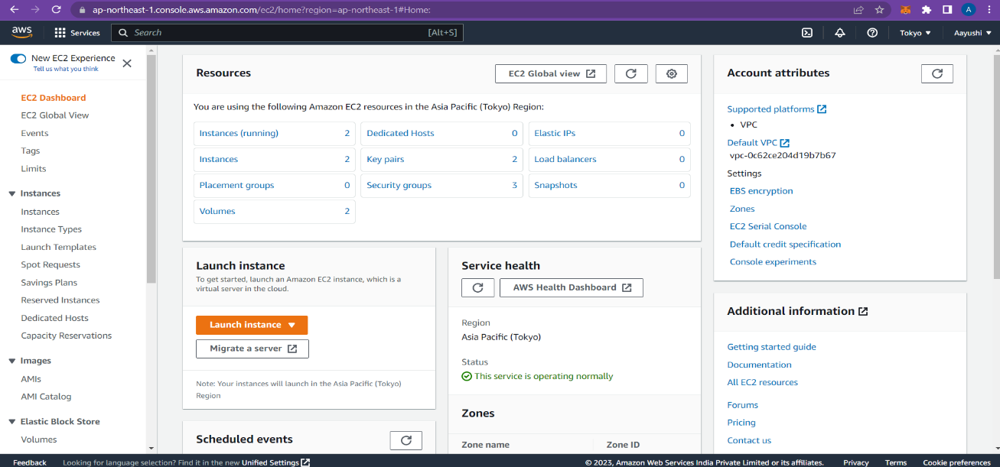 ap-northeast-1.console.aws.amazon.com/ec2/home?region=ap-northeast-1#Home:
A
aws
Services
Search
[Alt+S]
Tokyo
Aayushi
New EC2 Experience
Tell us what you think
EC2 Dashboard
EC2 Global View
Events
Tags
Limits
Instances
Instances
Instance Types
Launch Templates
Spot Requests
Savings Plans
Reserved Instances
Dedicated Hosts
Capacity Reservations
Images
AMIs
AMI Catalog
Elastic Block Store
Volumes
Resources
EC2 Global view
You are using the following Amazon EC2 resources in the Asia Pacific (Tokyo) Region:
Instances (running) 2
Dedicated Hosts 0
Elastic IPs 0
Instances 2
Key pairs 2
Load balancers 0
Placement groups 0
Security groups 3
Snapshots 0
Volumes 2
Launch instance
To get started, launch an Amazon EC2 instance, which is a
virtual server in the cloud.
Launch instance
Migrate a server
Note: Your instances will launch in the Asia Pacific (Tokyo)
Region
Scheduled events
Service health
AWS Health Dashboard
Region
Asia Pacific (Tokyo)
Status
This service is operating normally
Zones
Zone name
Zone ID
Account attributes
Supported platforms
• VPC
Default VPC
vpc-0c62ce204d19b7b67
Settings
EBS encryption
Zones
EC2 Serial Console
Default credit specification
Console experiments
Additional information
Getting started guide
Documentation
All EC2 resources
Forums
Pricing
Contact us
Feedback
Looking for language selection? Find it in the new Unified Settings
© 2023, Amazon Web Services India Private Limited or its affiliates.
Privacy
Terms
Cookie preferences